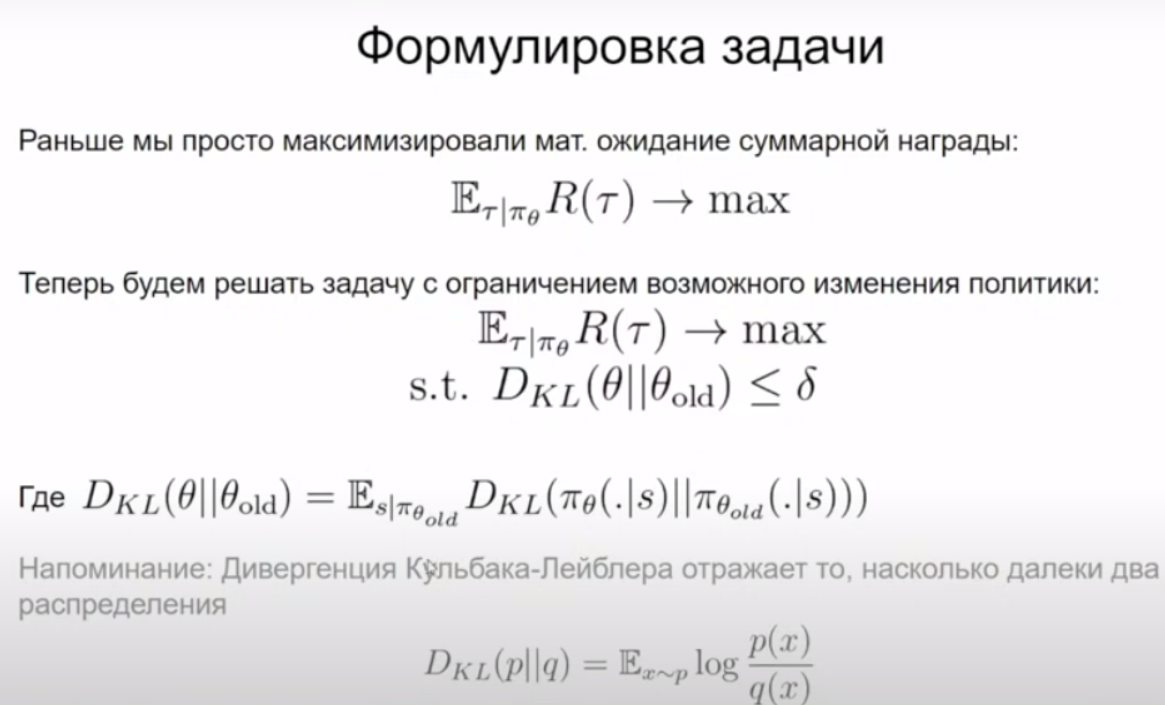 Формулировка задачи
Раньше мы просто максимизировали мат. ожидание суммарной награды:
$\mathbb{E}_{\tau|\pi_\theta} R(\tau) \to \max$
Теперь будем решать задачу с ограничением возможного изменения политики:
$\mathbb{E}_{\tau|\pi_\theta} R(\tau) \to \max$
$\text{s.t. } D_{KL}(\theta||\theta_{\text{old}}) \leq \delta$
Где $D_{KL}(\theta||\theta_{\text{old}}) = \mathbb{E}_{s|\pi_{\theta_{old}}} D_{KL}(\pi_\theta(.|s)||\pi_{\theta_{old}}(.|s)))$
Напоминание: Дивергенция Кульбака-Лейблера отражает то, насколько далеки два
распределения
$D_{KL}(p||q) = \mathbb{E}_{x \sim p} \log \frac{p(x)}{q(x)}$